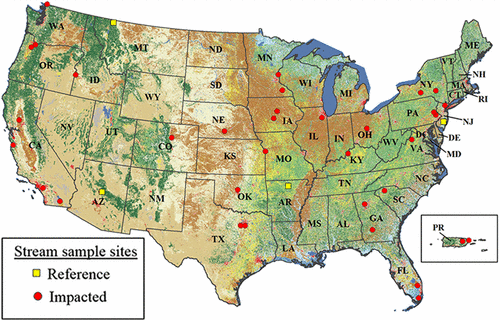 WA
MT
ND
MN
ME
OR
ID
SD
WI
MI
VT
NH
NY
MA
CT
RI
WY
IA
PA
NJ
NE
NV
UT
CO
IL
IN
OH
DE
MD
WV
VA
CA
KS
MO
KY
NC
TN
AZ
NM
OK
AR
SC
MS
AL
GA
TX
LA
FL
PR
Stream sample sites
Reference
Impacted